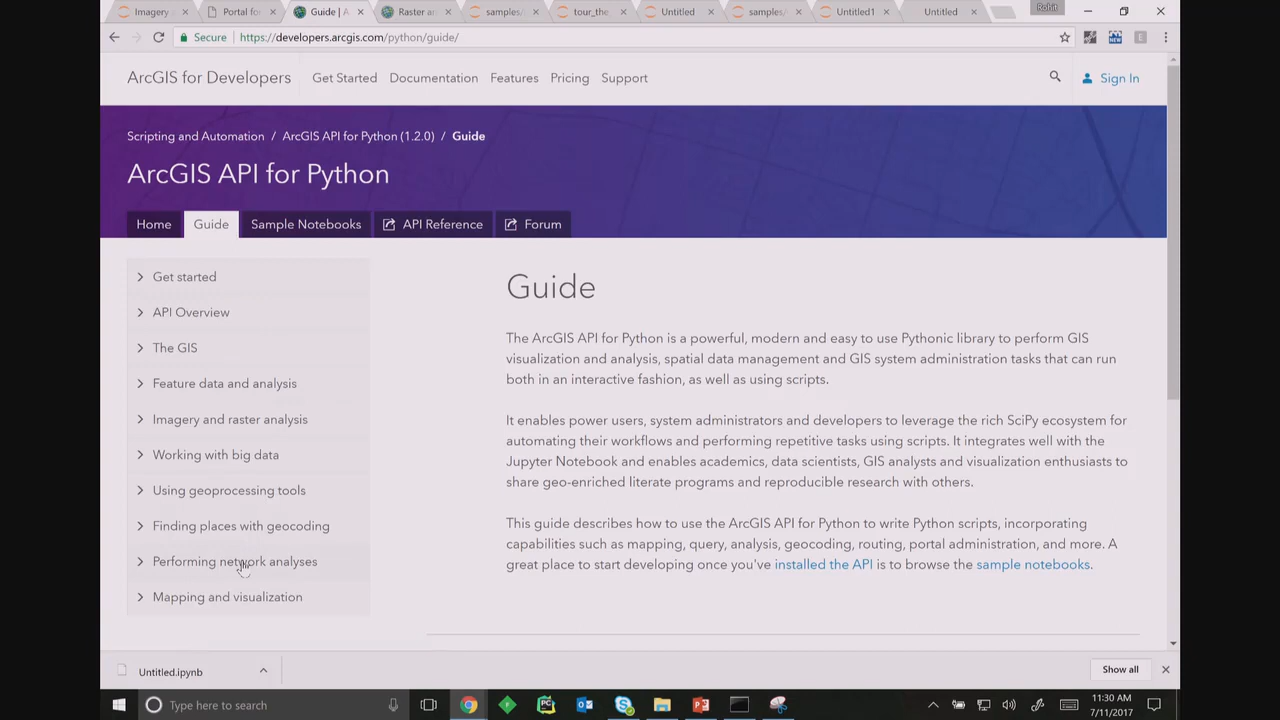 Imagery a
Portal fo
Guide | A
Raster an
samples/
tour_the_
Untitled
samples/
Untitled1
Untitled
Rohit
Secure
https://developers.arcgis.com/python/guide/
NEW
E
ArcGIS for Developers
Get Started
Documentation
Features
Pricing
Support
Sign In
Scripting and Automation / ArcGIS API for Python (1.2.0) / Guide
ArcGIS API for Python
Home
Guide
Sample Notebooks
API Reference
Forum
Get started
API Overview
The GIS
Feature data and analysis
Imagery and raster analysis
Working with big data
Using geoprocessing tools
Finding places with geocoding
Performing network analyses
Mapping and visualization
Guide
The ArcGIS API for Python is a powerful, modern and easy to use Pythonic library to perform GIS
visualization and analysis, spatial data management and GIS system administration tasks that can run
both in an interactive fashion, as well as using scripts.
It enables power users, system administrators and developers to leverage the rich SciPy ecosystem for
automating their workflows and performing repetitive tasks using scripts. It integrates well with the
Jupyter Notebook and enables academics, data scientists, GIS analysts and visualization enthusiasts to
share geo-enriched literate programs and reproducible research with others.
This guide describes how to use the ArcGIS API for Python to write Python scripts, incorporating
capabilities such as mapping, query, analysis, geocoding, routing, portal administration, and more. A
great place to start developing once you've installed the API is to browse the sample notebooks.
Untitled.ipynb
Show all
Type here to search
11:30 AM
7/11/2017